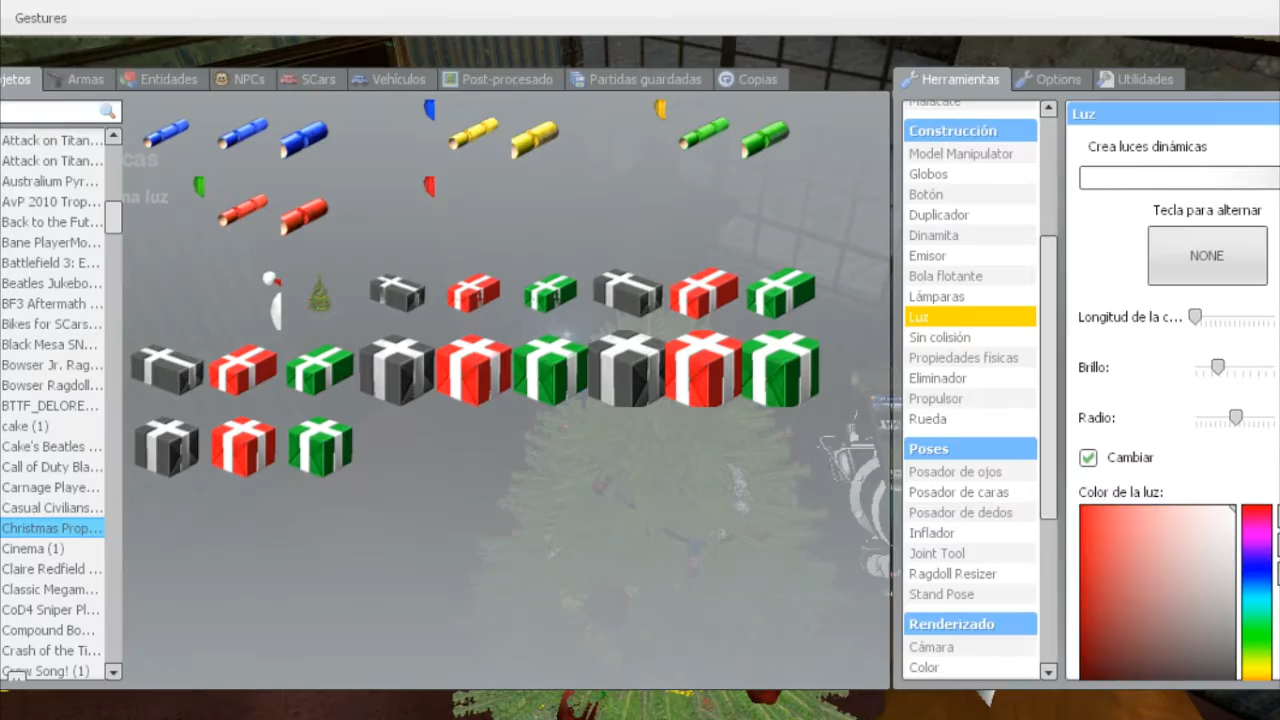 Gestures
jetos
Armas
Entidades
NPCs
SCars
Vehículos
Post-procesado
Partidas guardadas
Copias
Herramientas
Options
Utilidades
Attack on Titan...
Attack on Titan...
Australium Pyr...
AvP 2010 Trop...
Back to the Fut...
Bane PlayerMo...
Battlefield 3: E...
Beatles Jukebo...
BF3 Aftermath ...
Bikes for SCars...
Black Mesa SN...
Bowser Jr. Rag...
Bowser Ragdoll...
BTTF_DELORE...
cake (1)
Cake's Beatles ...
Call of Duty Bla...
Carnage Playe...
Casual Civilians...
Christmas Prop...
Cinema (1)
Claire Redfield ...
Classic Megam...
CoD4 Sniper Pl...
Compound Bo...
Crash of the Ti...
Crow Song! (1)
cas
na luz
Malacate
Construcción
Model Manipulator
Globos
Botón
Duplicador
Dinamita
Emisor
Bola flotante
Lámparas
Luz
Sin colisión
Propiedades físicas
Eliminador
Propulsor
Rueda
Poses
Posador de ojos
Posador de caras
Posador de dedos
Inflador
Joint Tool
Ragdoll Resizer
Stand Pose
Renderizado
Cámara
Color
Luz
Crea luces dinámicas
Tecla para alternar
NONE
Longitud de la c...
Brillo:
Radio:
Cambiar
Color de la luz: